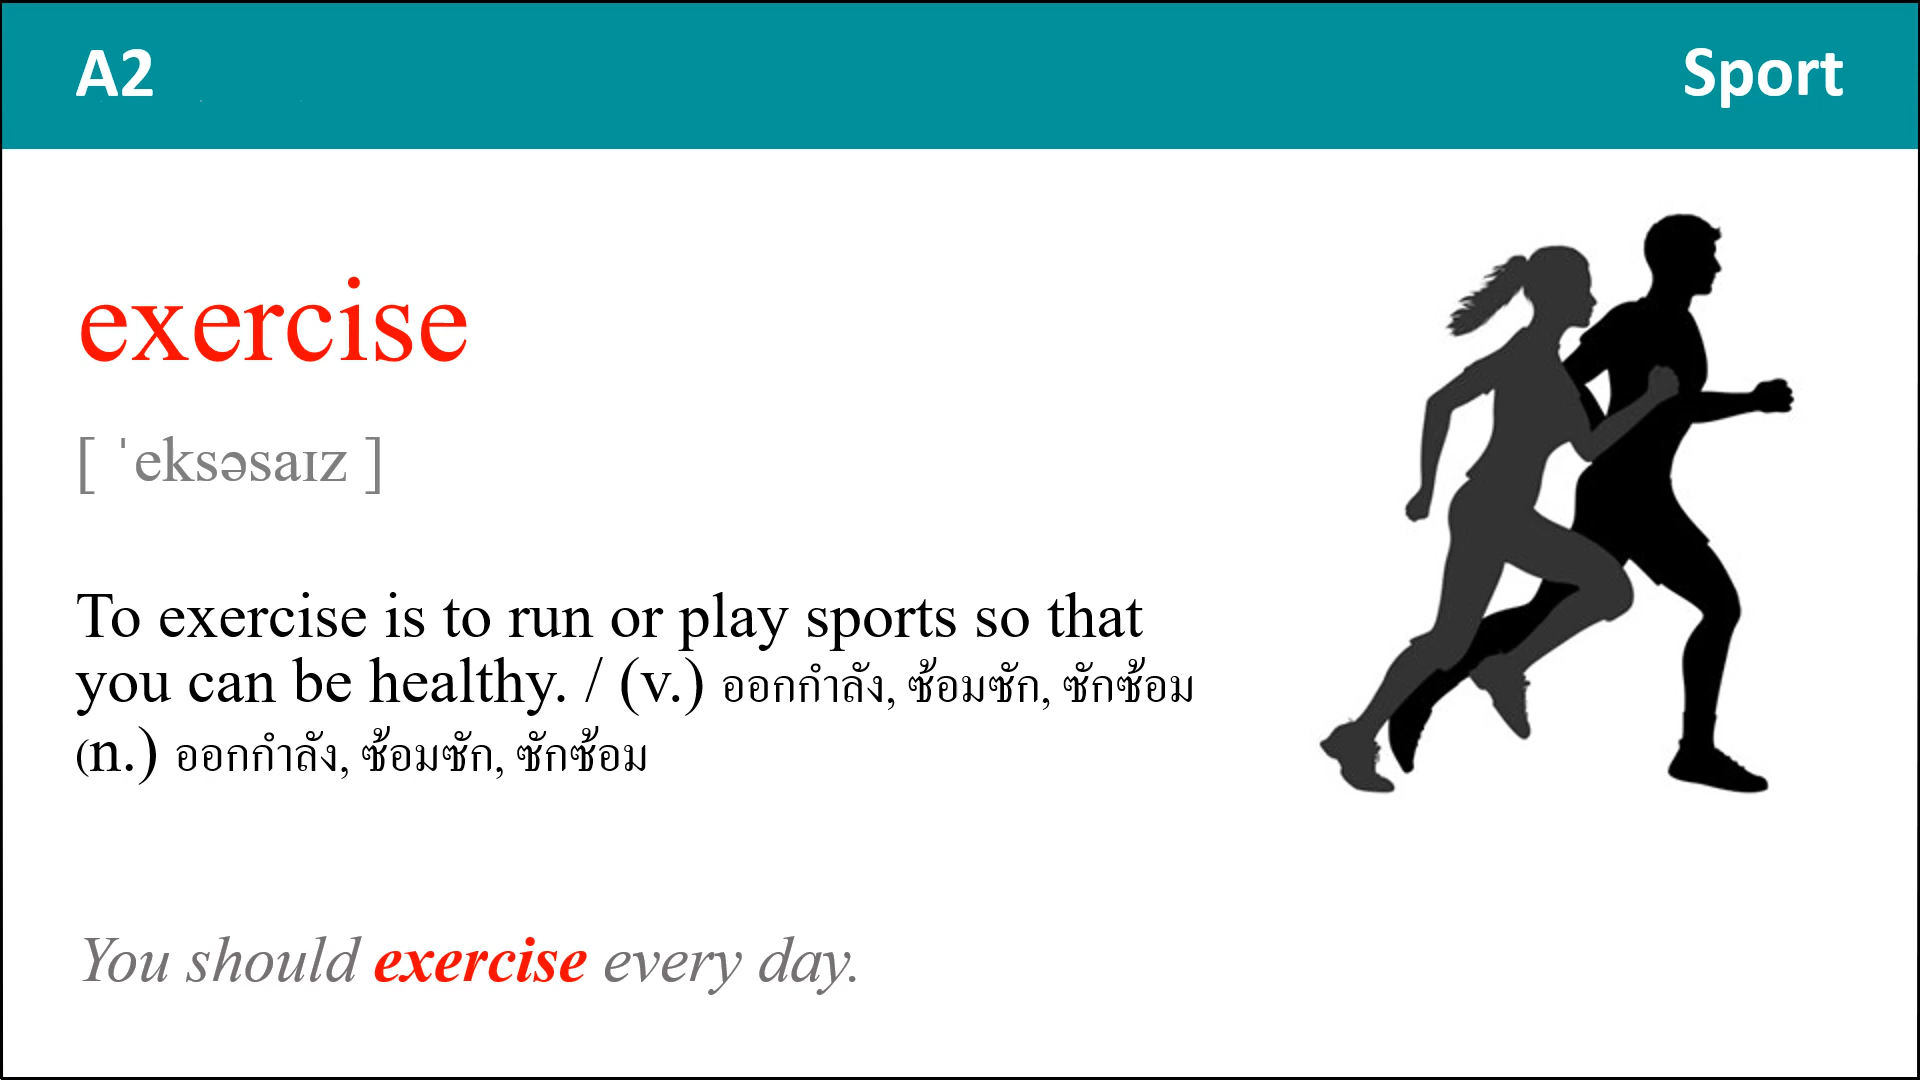 A2
Sport
exercise
[ ˈeksəsaɪz ]
To exercise is to run or play sports so that
you can be healthy. / (v.) ออกกำลัง, ซ้อมซัก, ซักซ้อม
(n.) ออกกำลัง, ซ้อมซัก, ซักซ้อม
You should exercise every day.